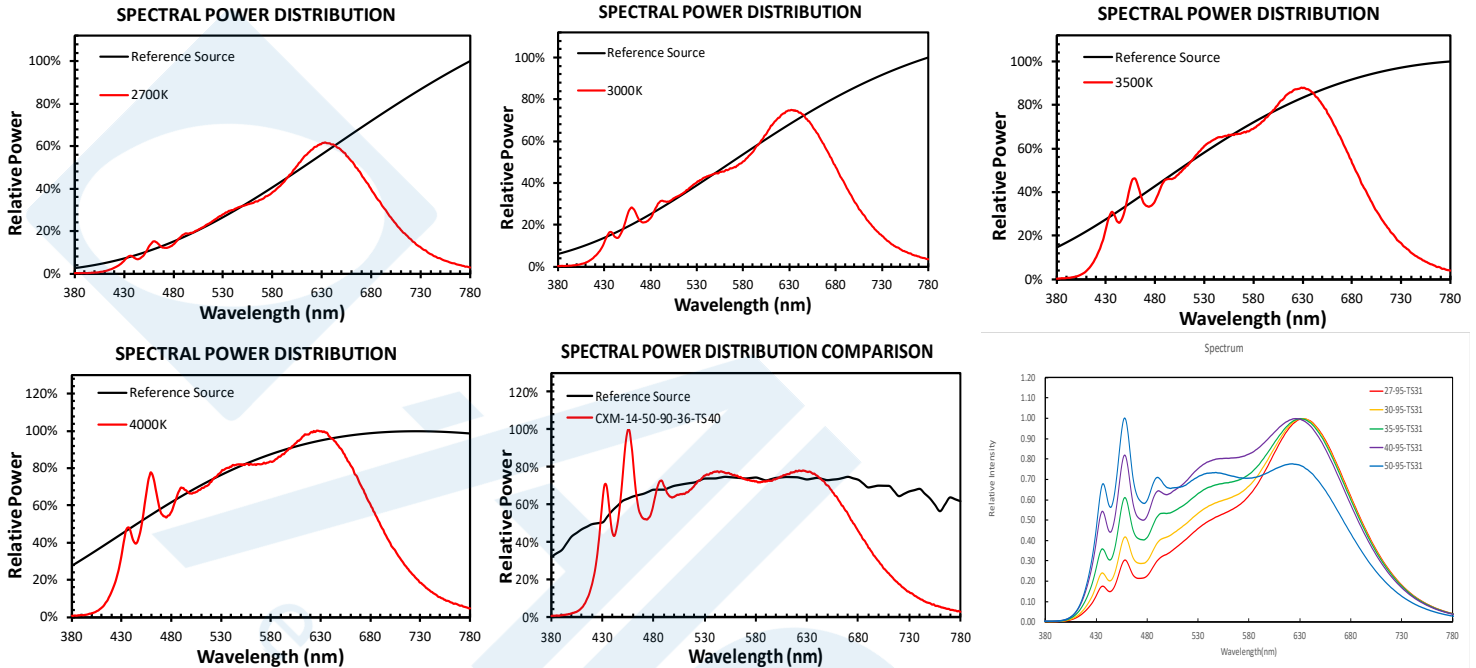 SPECTRAL POWER DISTRIBUTION
Reference Source
2700K
Relative Power
100%
80%
60%
40%
20%
0%
380 430 480 530 580 630 680 730 780
Wavelength (nm)
SPECTRAL POWER DISTRIBUTION
Reference Source
3000K
Relative Power
100%
80%
60%
40%
20%
0%
380 430 480 530 580 630 680 730 780
Wavelength (nm)
SPECTRAL POWER DISTRIBUTION
Reference Source
3500K
Relative Power
100%
80%
60%
40%
20%
0%
380 430 480 530 580 630 680 730 780
Wavelength (nm)
SPECTRAL POWER DISTRIBUTION
Reference Source
4000K
Relative Power
120%
100%
80%
60%
40%
20%
0%
380 430 480 530 580 630 680 730 780
Wavelength (nm)
SPECTRAL POWER DISTRIBUTION COMPARISON
Reference Source
CXM-14-50-90-36-TS40
Relative Power
120%
100%
80%
60%
40%
20%
0%
380 430 480 530 580 630 680 730 780
Wavelength (nm)
Spectrum
27-95-TS31
30-95-TS31
35-95-TS31
40-95-TS31
50-95-TS31
Relative Intensity
1.20
1.10
1.00
0.90
0.80
0.70
0.60
0.50
0.40
0.30
0.20
0.10
0.00
380 430 480 530 580 630 680 730 780
Wavelength(nm)